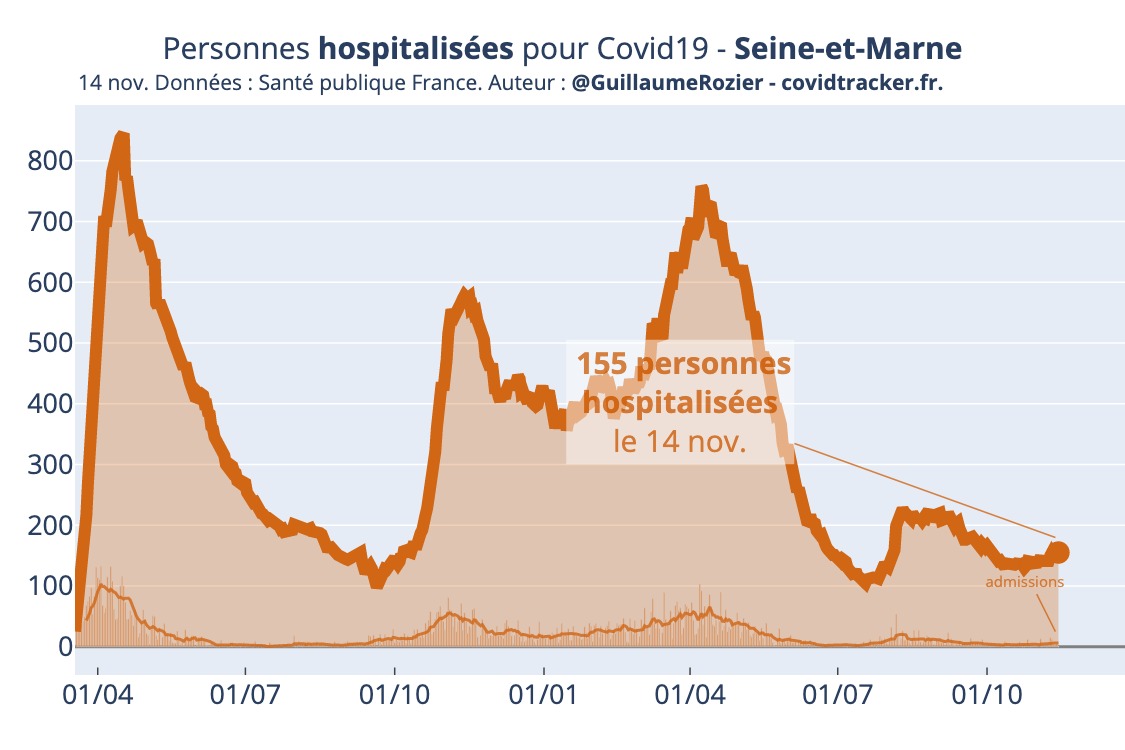 Personnes hospitalisées pour Covid19 - Seine-et-Marne
14 nov. Données : Santé publique France. Auteur : @GuillaumeRozier - covidtracker.fr.
800
700
600
500
400
300
200
100
0
155 personnes
hospitalisées
le 14 nov.
admissions
01/04 01/07 01/10 01/01 01/04 01/07 01/10